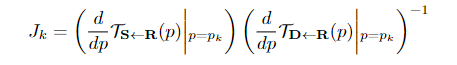 $J_k = \left( \frac{d}{dp} \mathcal{T}_{\mathbf{S} \leftarrow \mathbf{R}}(p) \Big|_{p=p_k} \right) \left( \frac{d}{dp} \mathcal{T}_{\mathbf{D} \leftarrow \mathbf{R}}(p) \Big|_{p=p_k} \right)^{-1}$